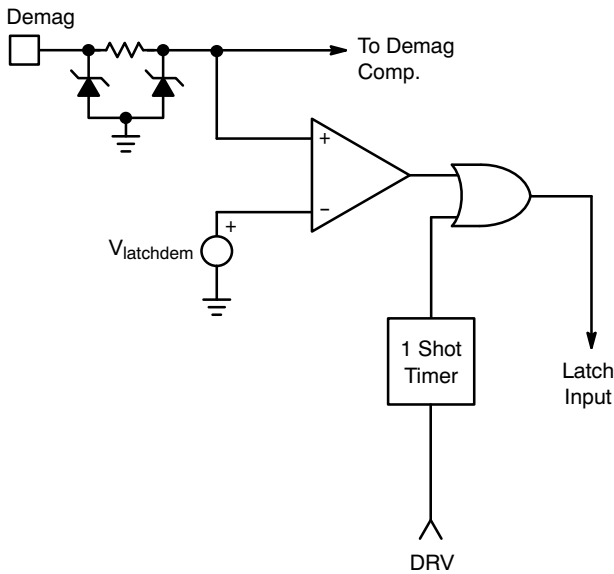 Demag
To Demag
Comp.
+
−
+
Vlatchdem
1 Shot
Timer
Latch
Input
DRV